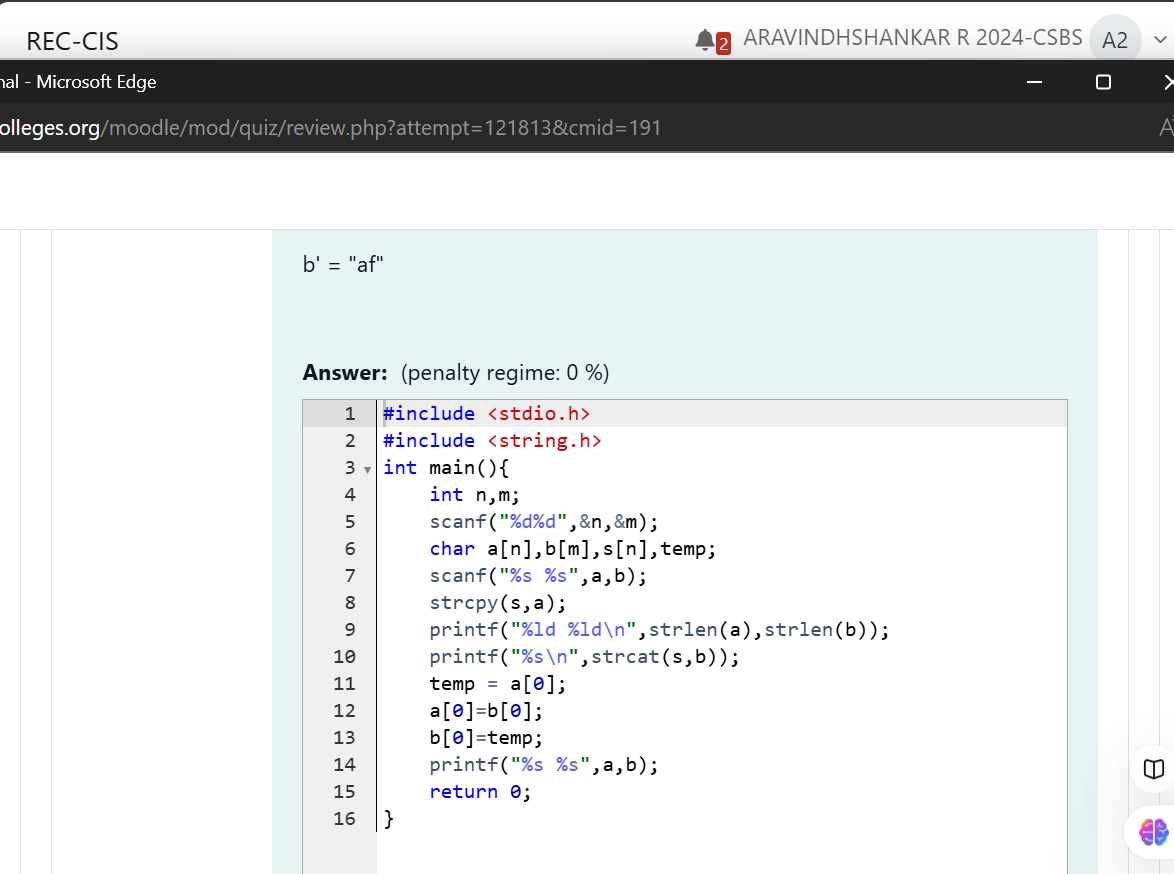 REC-CIS
2 ARAVINDHSHANKAR R 2024-CSBS A2
nal - Microsoft Edge
olleges.org/moodle/mod/quiz/review.php?attempt=121813&cmid=191
A
b' = "af"
Answer: (penalty regime: 0 %)
1 #include <stdio.h>
2 #include <string.h>
3 int main(){
4     int n,m;
5     scanf("%d%d",&n,&m);
6     char a[n],b[m],s[n],temp;
7     scanf("%s %s",a,b);
8     strcpy(s,a);
9     printf("%ld %ld\n",strlen(a),strlen(b));
10     printf("%s\n",strcat(s,b));
11     temp = a[0];
12     a[0]=b[0];
13     b[0]=temp;
14     printf("%s %s",a,b);
15     return 0;
16 }